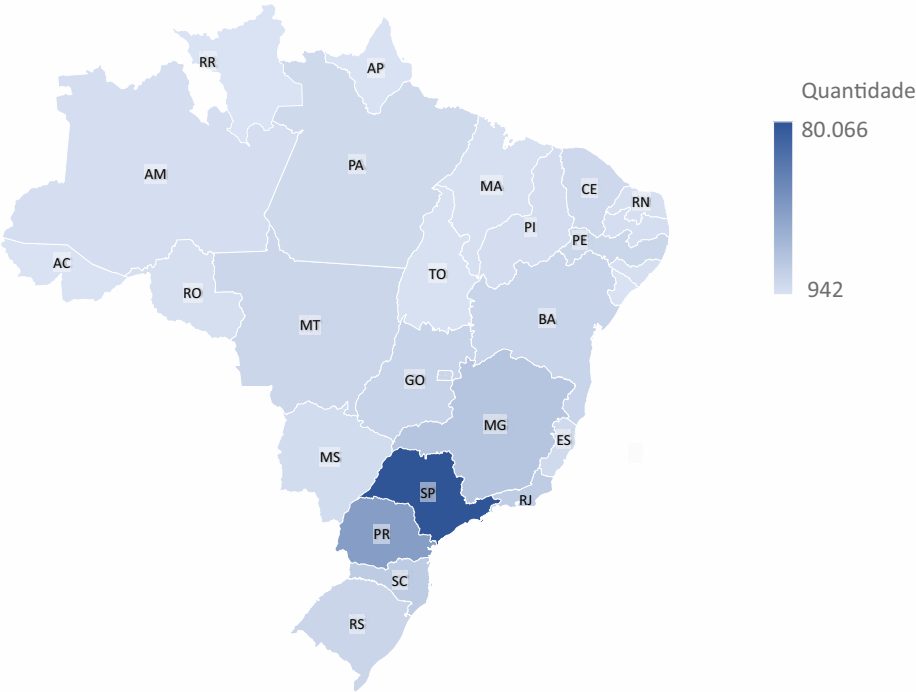 RR
AP
Quantidade
80.066
AM
PA
MA
CE
RN
PI
PE
AC
TO
RO
942
MT
BA
GO
MG
ES
MS
SP
RJ
PR
SC
RS